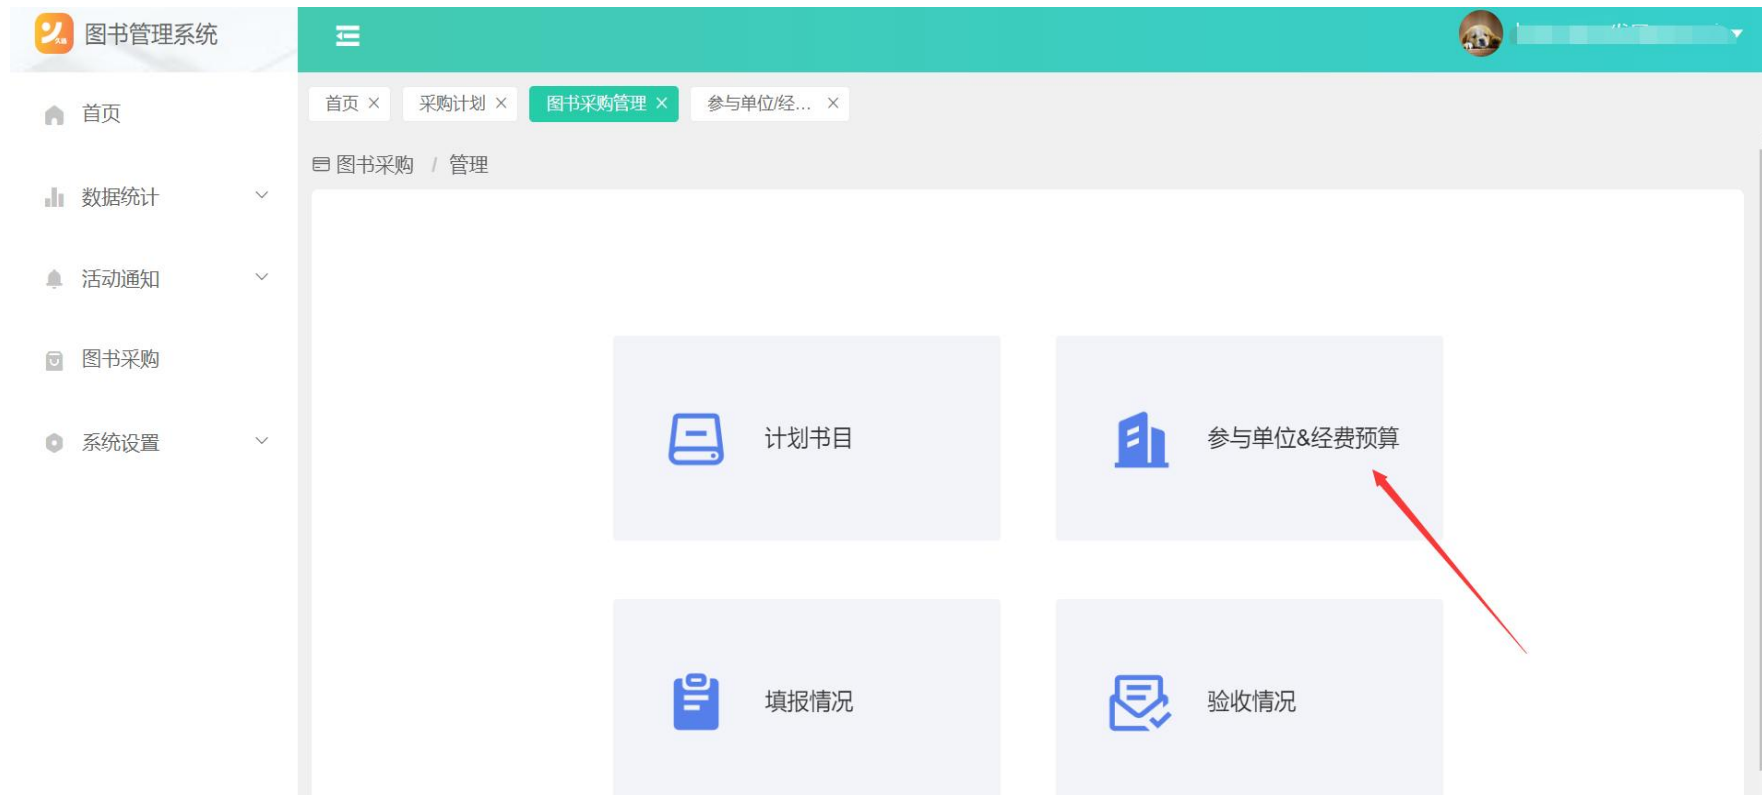 图书管理系统
首页
数据统计
活动通知
图书采购
系统设置
首页 ×
采购计划 ×
图书采购管理 ×
参与单位/经... ×
图书采购 / 管理
计划书目
参与单位&经费预算
填报情况
验收情况